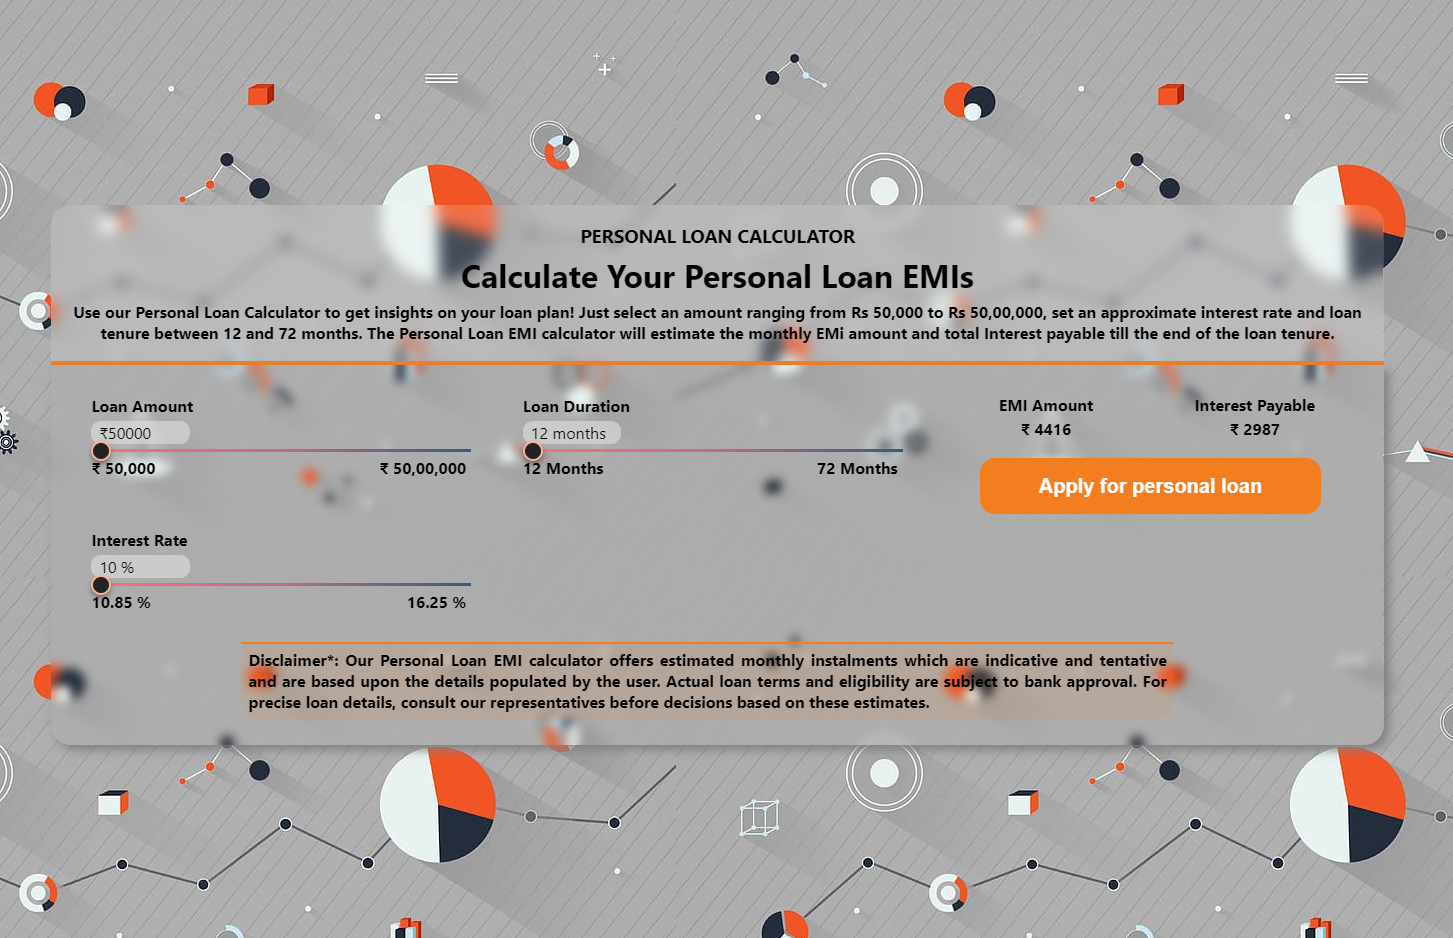 PERSONAL LOAN CALCULATOR
Calculate Your Personal Loan EMIs
Use our Personal Loan Calculator to get insights on your loan plan! Just select an amount ranging from Rs 50,000 to Rs 50,00,000, set an approximate interest rate and loan
tenure between 12 and 72 months. The Personal Loan EMI calculator will estimate the monthly EMi amount and total Interest payable till the end of the loan tenure.
Loan Amount
₹50000
₹ 50,000 ₹ 50,00,000
Loan Duration
12 months
12 Months 72 Months
EMI Amount Interest Payable
₹ 4416 ₹ 2987
Apply for personal loan
Interest Rate
10 %
10.85 % 16.25 %
Disclaimer*: Our Personal Loan EMI calculator offers estimated monthly instalments which are indicative and tentative
and are based upon the details populated by the user. Actual loan terms and eligibility are subject to bank approval. For
precise loan details, consult our representatives before decisions based on these estimates.